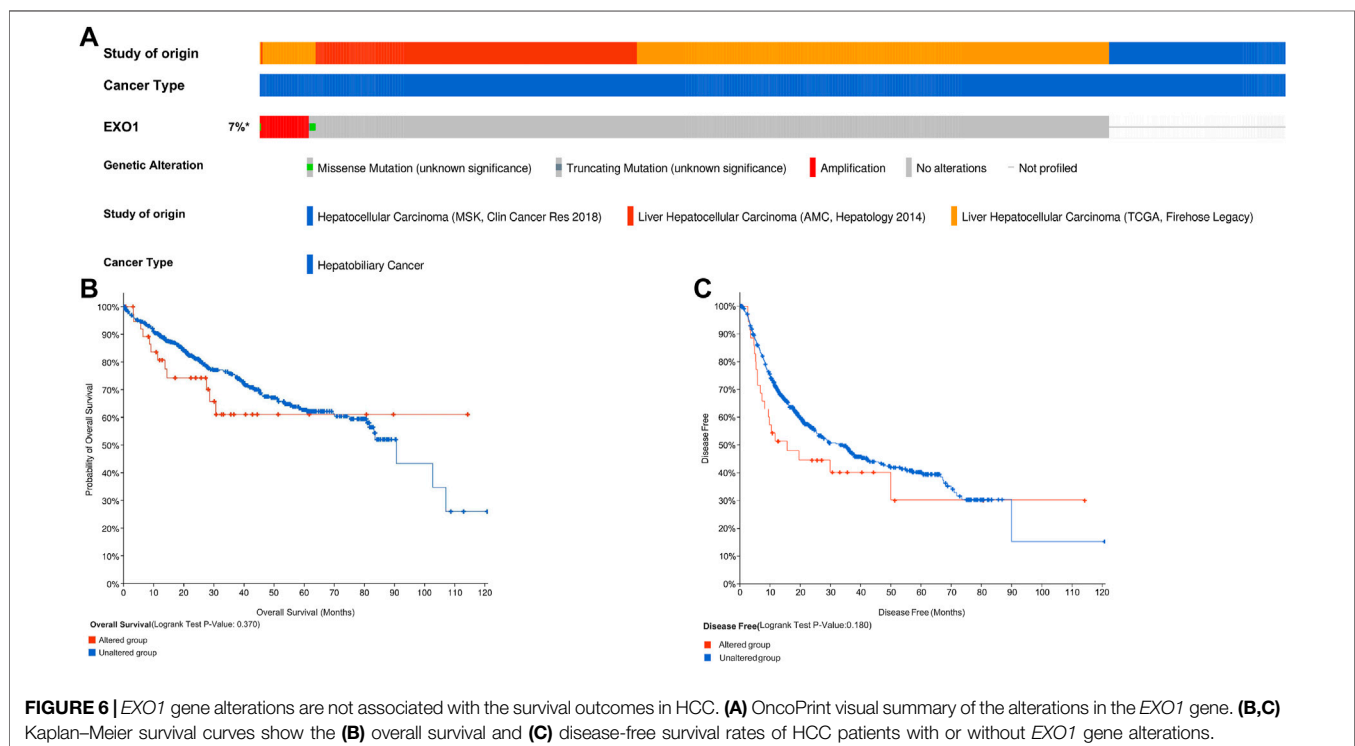 A
Study of origin
Cancer Type
EXO1 7%*
Genetic Alteration Missense Mutation (unknown significance) Truncating Mutation (unknown significance) Amplification No alterations Not profiled
Study of origin Hepatocellular Carcinoma (MSK, Clin Cancer Res 2018) Liver Hepatocellular Carcinoma (AMC, Hepatology 2014) Liver Hepatocellular Carcinoma (TCGA, Firehose Legacy)
Cancer Type Hepatobiliary Cancer
B
100%
90%
80%
70%
60%
50%
40%
30%
20%
10%
0%
Probability of Overall Survival
0 10 20 30 40 50 60 70 80 90 100 110 120
Overall Survival (Months)
Overall Survival(Logrank Test P-Value: 0.370)
Altered group
Unaltered group
C
100%
90%
80%
70%
60%
50%
40%
30%
20%
10%
0%
Disease Free
0 10 20 30 40 50 60 70 80 90 100 110 120
Disease Free (Months)
Disease Free(Logrank Test P-Value:0.180)
Altered group
Unaltered group
FIGURE 6 | EXO1 gene alterations are not associated with the survival outcomes in HCC. (A) OncoPrint visual summary of the alterations in the EXO1 gene. (B,C)
Kaplan–Meier survival curves show the (B) overall survival and (C) disease-free survival rates of HCC patients with or without EXO1 gene alterations.